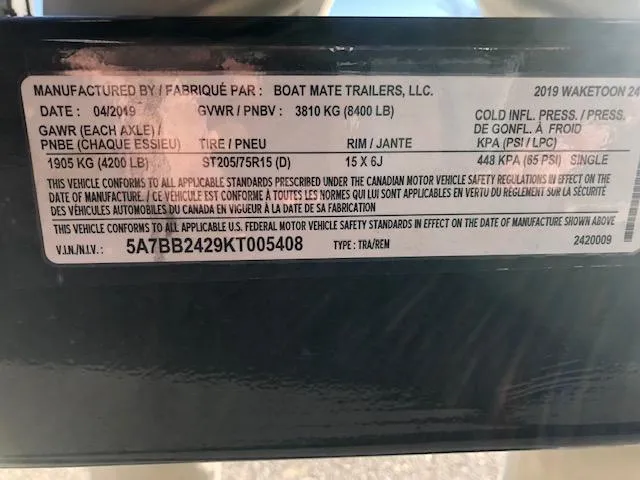 MANUFACTURED BY / FABRIQUÉ PAR : BOAT MATE TRAILERS, LLC. 2019 WAKETOON 24
DATE : 04/2019 GVWR / PNBV : 3810 KG (8400 LB) COLD INFL. PRESS. / PRESS.
GAWR (EACH AXLE) / DE GONFL. À FROID
PNBE (CHAQUE ESSIEU) TIRE / PNEU RIM / JANTE KPA (PSI / LPC)
1905 KG (4200 LB) ST205/75R15 (D) 15 X 6J 448 KPA (65 PSI) SINGLE
THIS VEHICLE CONFORMS TO ALL APPLICABLE STANDARDS PRESCRIBED UNDER THE CANADIAN MOTOR VEHICLE SAFETY REGULATIONS IN EFFECT ON THE
DATE OF MANUFACTURE. / CE VÉHICULE EST CONFORME À TOUTES LES NORMES QUI LUI SONT APPLICABLES EN VERTU DU RÈGLEMENT SUR LA SÉCURITÉ
DES VÉHICULES AUTOMOBILES DU CANADA EN VIGUEUR À LA DATE DE SA FABRICATION
THIS VEHICLE CONFORMS TO ALL APPLICABLE U.S. FEDERAL MOTOR VEHICLE SAFETY STANDARDS IN EFFECT ON THE DATE OF MANUFACTURE SHOWN ABOVE
V.I.N./N.I.V.: 5A7BB2429KT005408 TYPE: TRA/REM 2420009